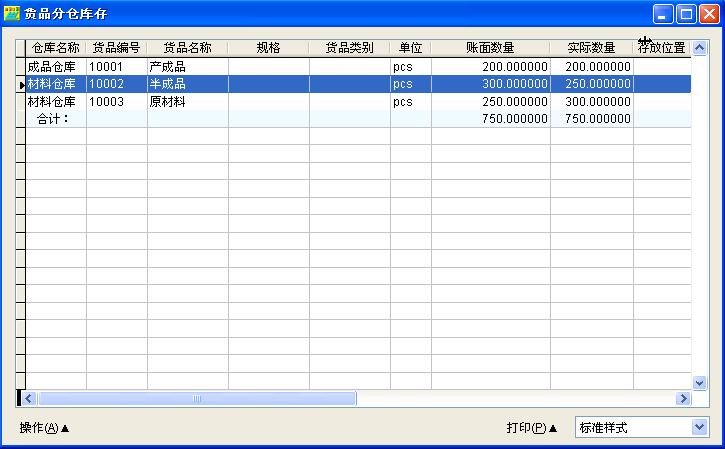 货品分仓库存
仓库名称 货品编号 货品名称 规格 货品类别 单位 账面数量 实际数量 存放位置
成品仓库 10001 产成品 pcs 200.000000 200.000000
材料仓库 10002 半成品 pcs 300.000000 250.000000
材料仓库 10003 原材料 pcs 250.000000 300.000000
合计： 750.000000 750.000000
操作(A)▲ 打印(P)▲ 标准样式